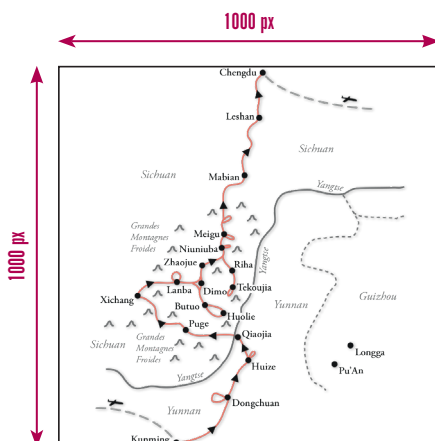 1000 px
1000 px
Chengdu
Leshan
Sichuan
Sichuan
Mabian
Yangtse
Grandes
Montagnes
Froides
Meigu
Niuniuba
Yangtse
Zhaojue
Riha
Lanba
Dimo
Tekoujia
Yunnan
Guizhou
Xichang
Butuo
Huolie
Puge
Qiaojia
Grandes
Montagnes
Froides
Sichuan
Longga
Huize
Pu'An
Yangtse
Dongchuan
Yunnan
Kunming